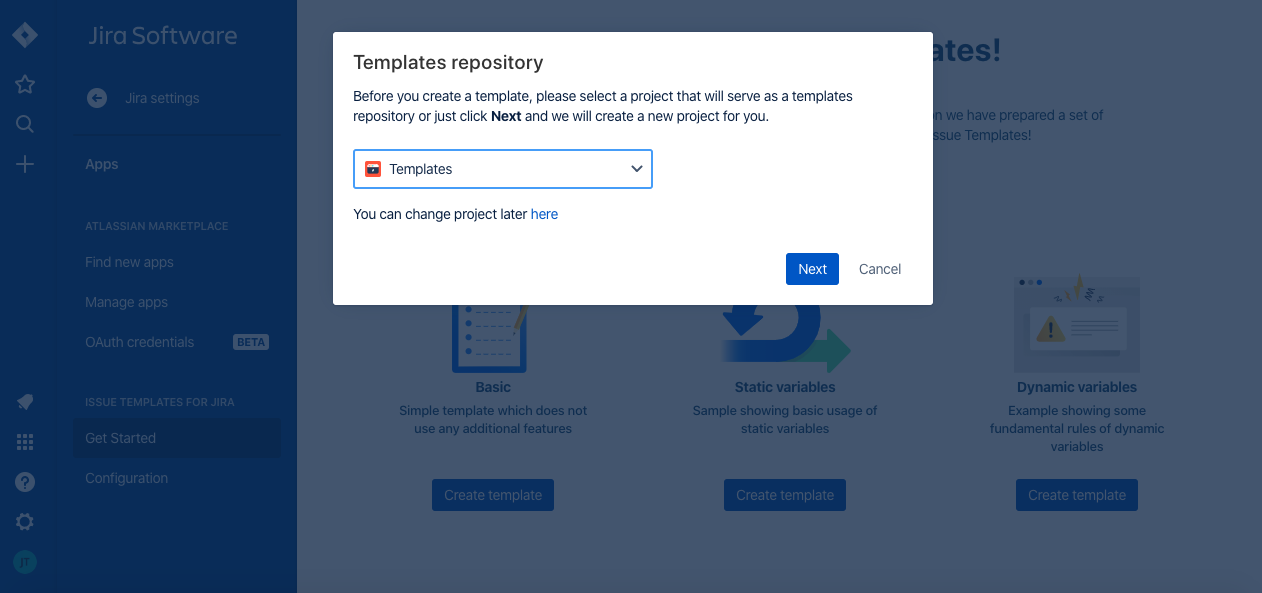 Jira Software
Jira settings
Apps
ATLASSIAN MARKETPLACE
Find new apps
Manage apps
OAuth credentials BETA
ISSUE TEMPLATES FOR JIRA
Get Started
Configuration
JT
ates!
on we have prepared a set of
ssue Templates!
Templates repository
Before you create a template, please select a project that will serve as a templates
repository or just click Next and we will create a new project for you.
Templates
You can change project later here
Next Cancel
Basic
Simple template which does not
use any additional features
Create template
Static variables
Sample showing basic usage of
static variables
Create template
Dynamic variables
Example showing some
fundamental rules of dynamic
variables
Create template